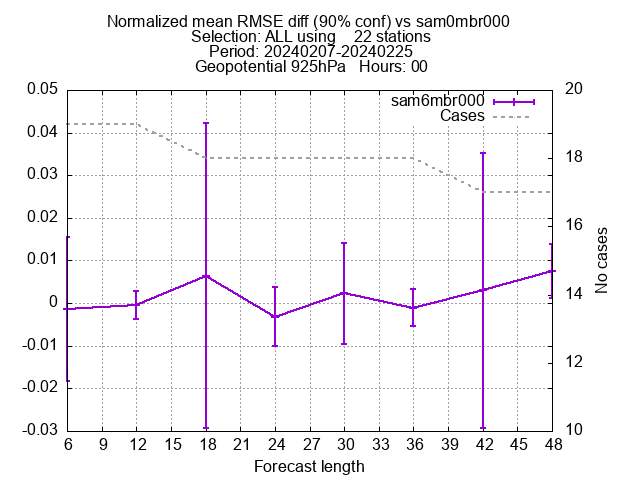 Normalized mean RMSE diff (90% conf) vs sam0mbr000
Selection: ALL using    22 stations
Period: 20240207-20240225
Geopotential 925hPa   Hours: 00
sam6mbr000
Cases
0.05
0.04
0.03
0.02
0.01
0
-0.01
-0.02
-0.03
20
18
16
14
12
10
No cases
6 9 12 15 18 21 24 27 30 33 36 39 42 45 48
Forecast length